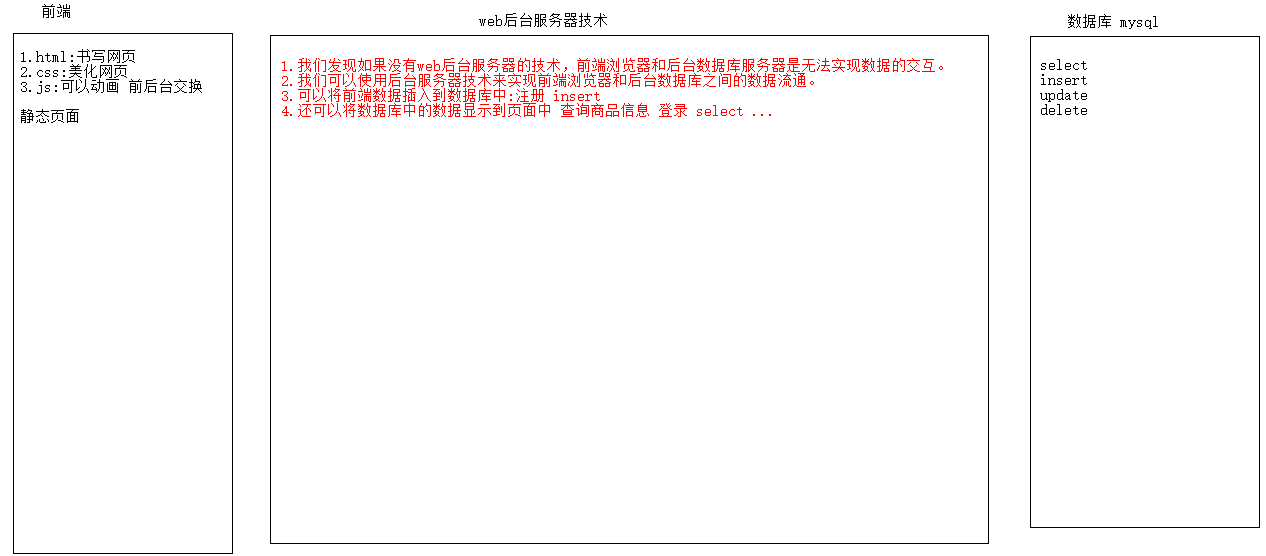 前端
1.html:书写网页
2.css:美化网页
3.js:可以动画 前后台交换
静态页面
web后台服务器技术
1.我们发现如果没有web后台服务器的技术，前端浏览器和后台数据库服务器是无法实现数据的交互。
2.我们可以使用后台服务器技术来实现前端浏览器和后台数据库之间的数据流通。
3.可以将前端数据插入到数据库中:注册 insert
4.还可以将数据库中的数据显示到页面中 查询商品信息 登录 select ...
数据库 mysql
select
insert
update
delete